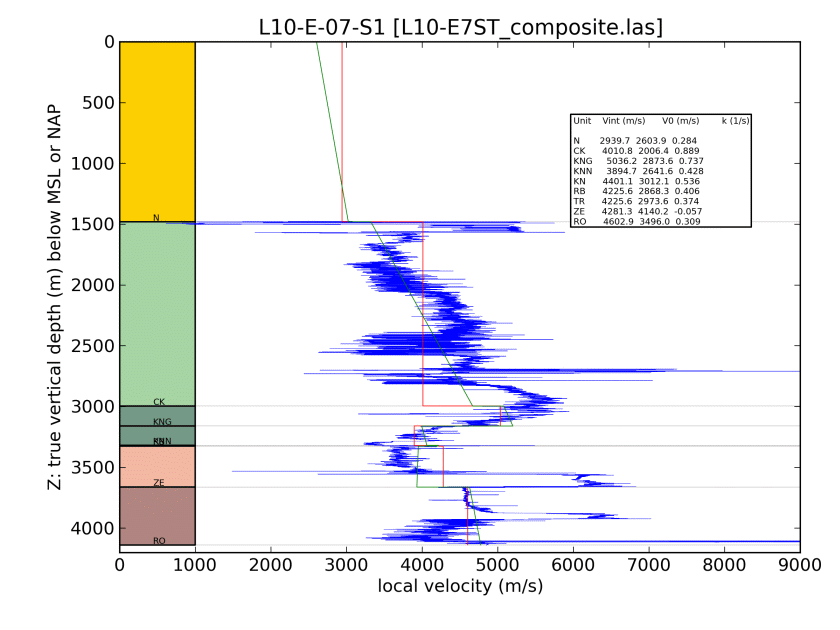 L10-E-07-S1 [L10-E7ST_composite.las]
Z: true vertical depth (m) below MSL or NAP
0
500
1000
1500
2000
2500
3000
3500
4000
N
CK
KNG
KNN
ZE
RO
Unit Vint (m/s) V0 (m/s) k (1/s)
N 2939.7 2603.9 0.284
CK 4010.8 2006.4 0.889
KNG 5036.2 2873.6 0.737
KNN 3894.7 2641.6 0.428
KN 4401.1 3012.1 0.536
RB 4225.6 2868.3 0.406
TR 4225.6 2973.6 0.374
ZE 4281.3 4140.2 -0.057
RO 4602.9 3496.0 0.309
0 1000 2000 3000 4000 5000 6000 7000 8000 9000
local velocity (m/s)